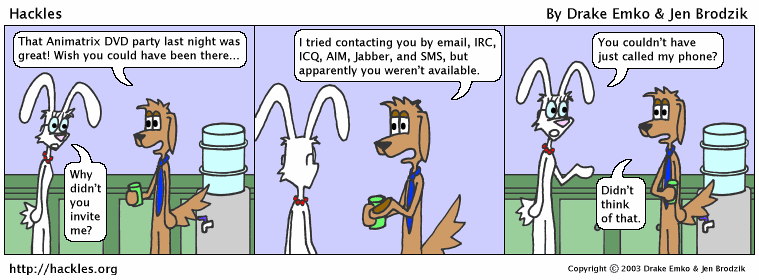 Hackles
By Drake Emko & Jen Brodzik
That Animatrix DVD party last night was
great! Wish you could have been there...
Why
didn't
you
invite
me?
I tried contacting you by email, IRC,
ICQ, AIM, Jabber, and SMS, but
apparently you weren't available.
You couldn't have
just called my phone?
Didn't
think
of that.
http://hackles.org
Copyright © 2003 Drake Emko & Jen Brodzik